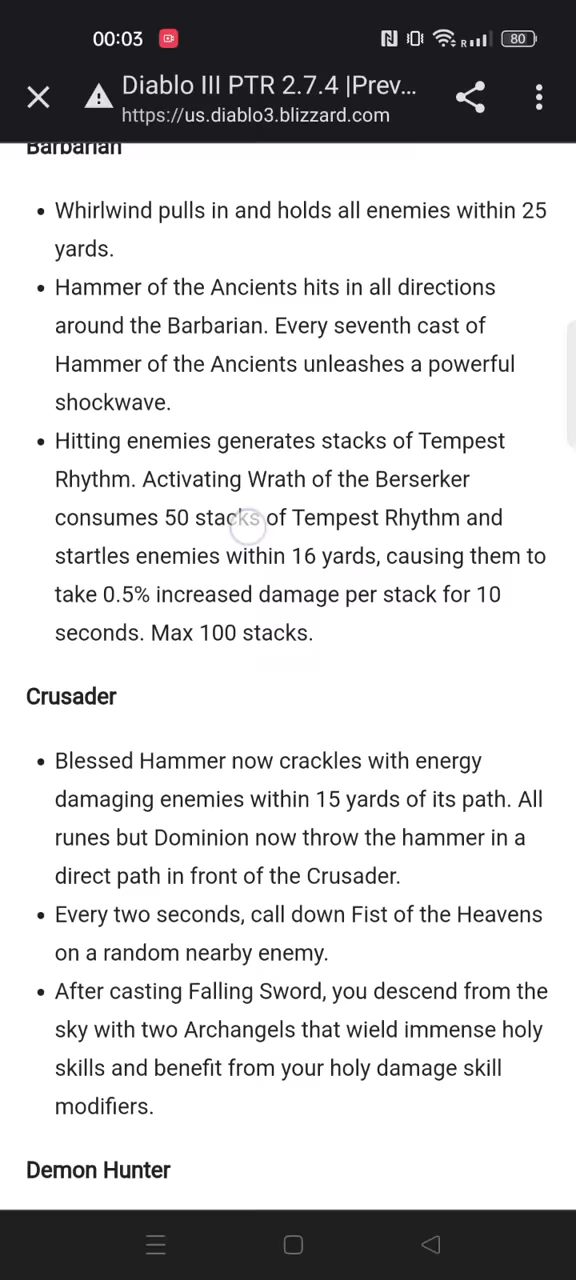 00:03
R
80
Diablo III PTR 2.7.4 |Prev...
https://us.diablo3.blizzard.com
Barbarian
• Whirlwind pulls in and holds all enemies within 25
yards.
• Hammer of the Ancients hits in all directions
around the Barbarian. Every seventh cast of
Hammer of the Ancients unleashes a powerful
shockwave.
• Hitting enemies generates stacks of Tempest
Rhythm. Activating Wrath of the Berserker
consumes 50 stacks of Tempest Rhythm and
startles enemies within 16 yards, causing them to
take 0.5% increased damage per stack for 10
seconds. Max 100 stacks.
Crusader
• Blessed Hammer now crackles with energy
damaging enemies within 15 yards of its path. All
runes but Dominion now throw the hammer in a
direct path in front of the Crusader.
• Every two seconds, call down Fist of the Heavens
on a random nearby enemy.
• After casting Falling Sword, you descend from the
sky with two Archangels that wield immense holy
skills and benefit from your holy damage skill
modifiers.
Demon Hunter